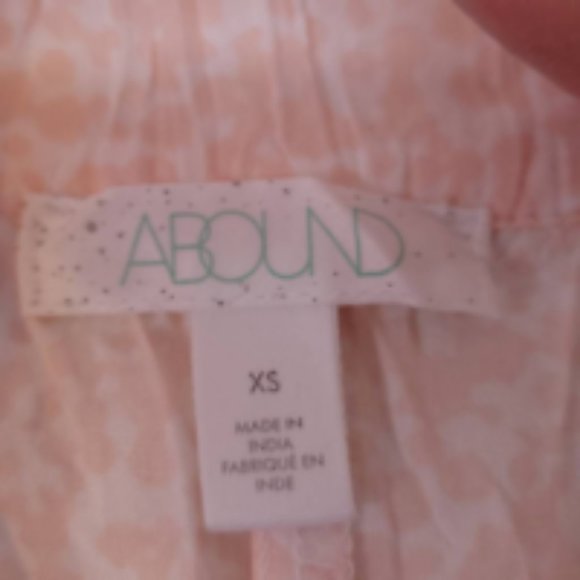 ABOUND
XS
MADE IN
INDIA
FABRIQUÉ EN
INDE